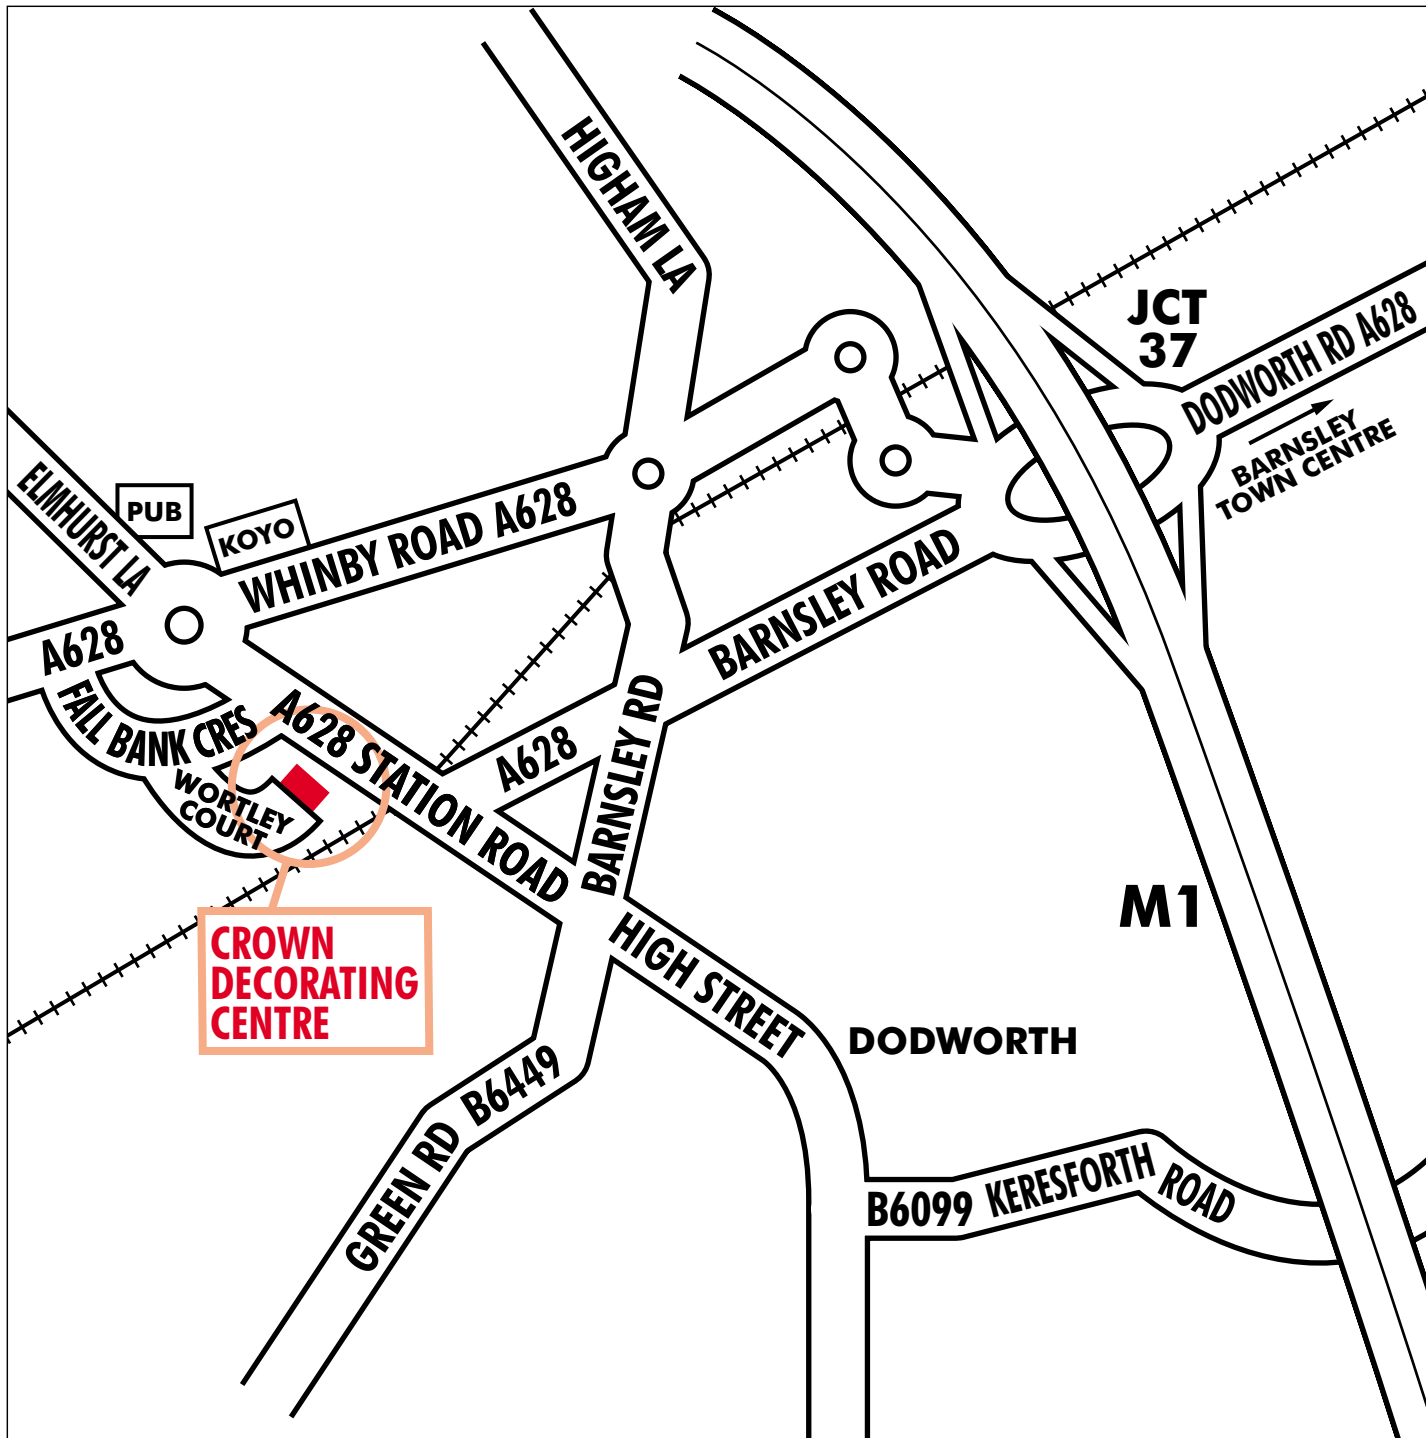 HIGHAM LA
JCT
37
DODWORTH RD A628
BARNSLEY
TOWN CENTRE
ELMHURST LA
PUB
KOYO
WHINBY ROAD A628
A628
FALL BANK CRES
BARNSLEY ROAD
A628
A628 STATION ROAD
BARNSLEY RD
WORTLEY
COURT
CROWN
DECORATING
CENTRE
M1
HIGH STREET
DODWORTH
GREEN RD B6449
B6099 KERESFORTH ROAD